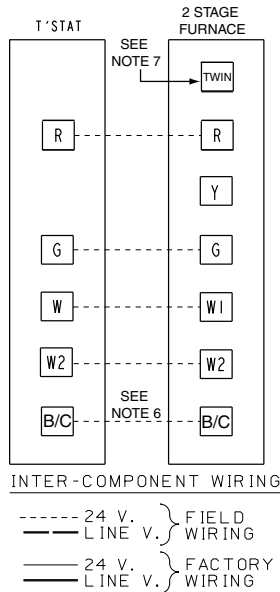 T'STAT
2 STAGE
FURNACE
SEE
NOTE 7
TWIN
R R
Y
G G
W W1
W2 W2
SEE
NOTE 6
B/C B/C
INTER-COMPONENT WIRING
24 V.
LINE V.
FIELD
WIRING
24 V.
LINE V.
FACTORY
WIRING